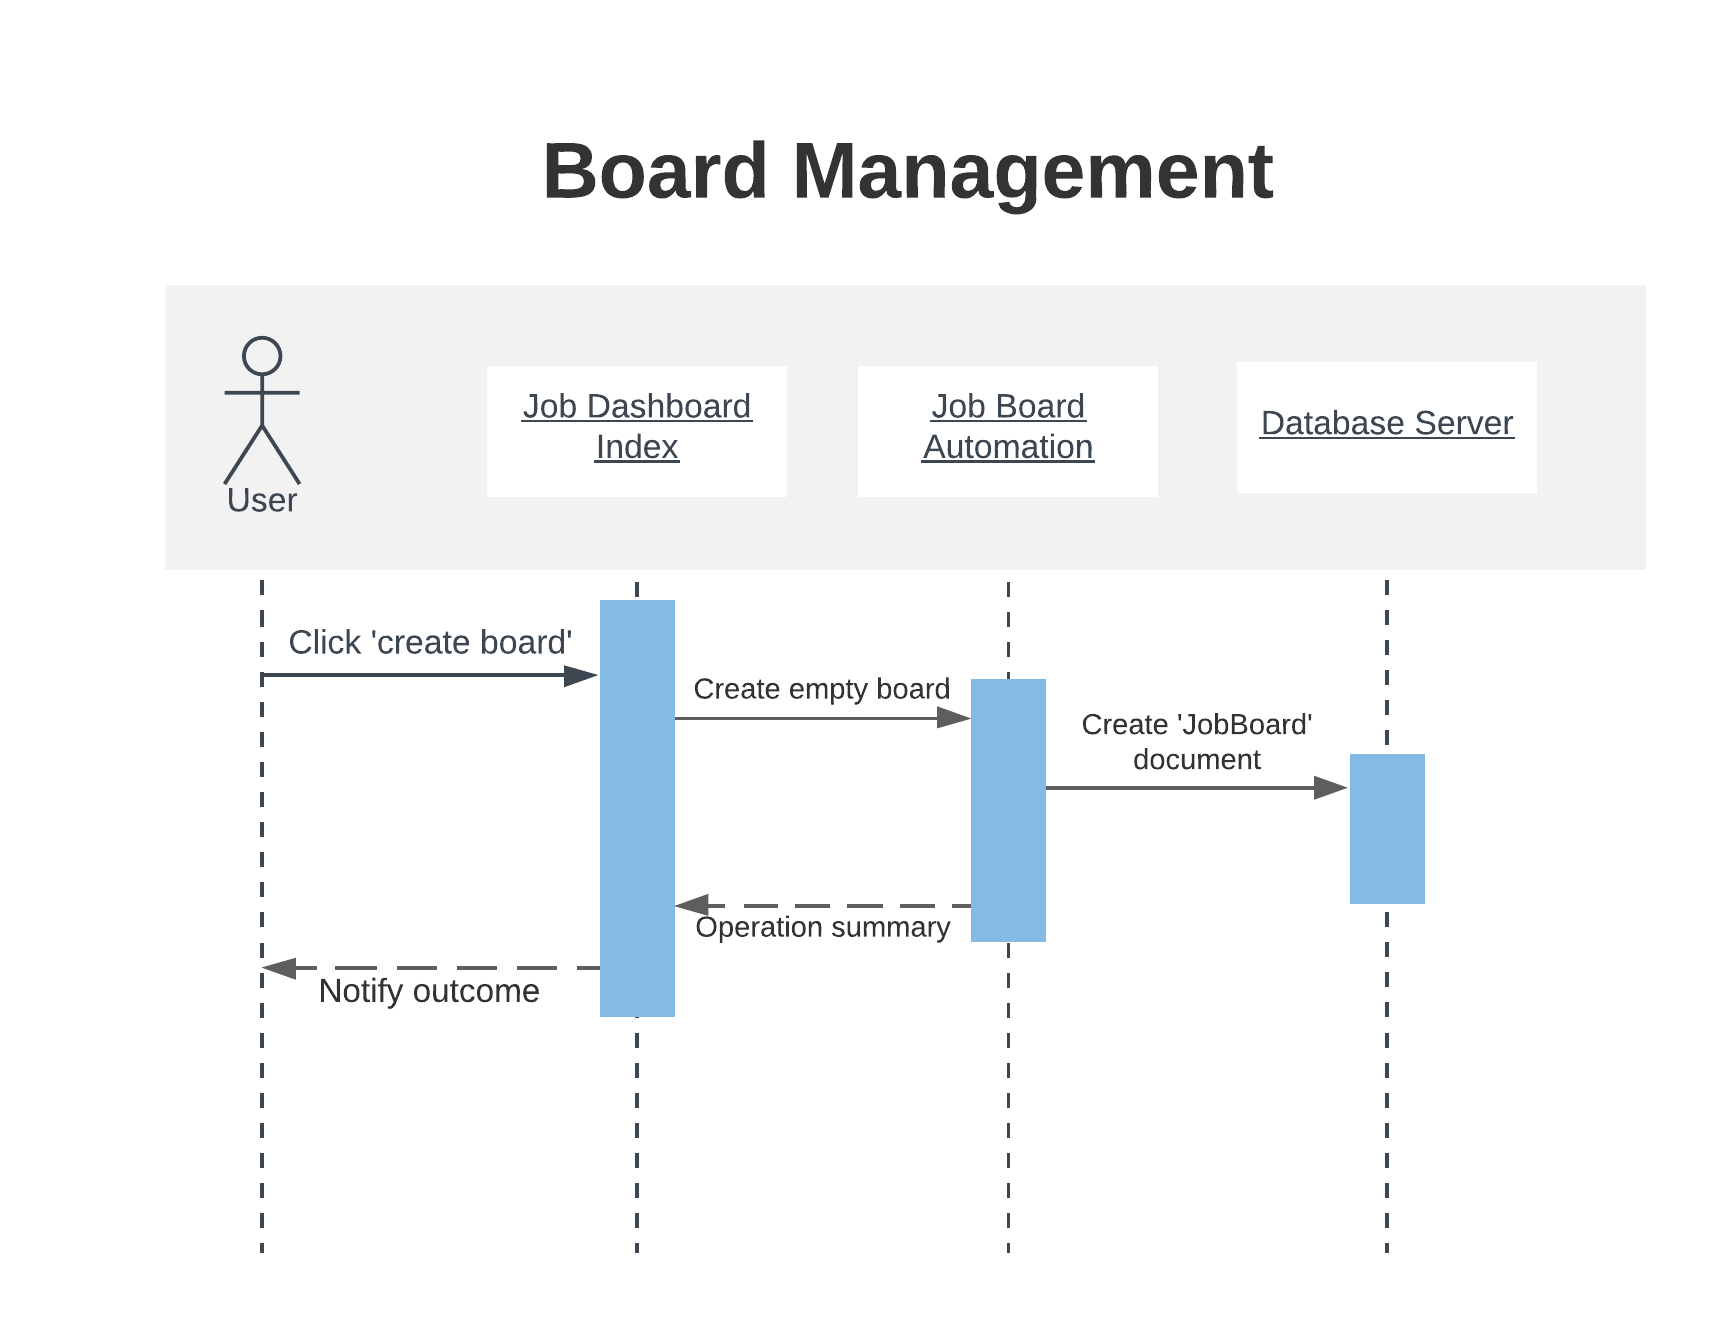 Board Management
User
Job Dashboard
Index
Job Board
Automation
Database Server
Click 'create board'
Create empty board
Create 'JobBoard'
document
Operation summary
Notify outcome